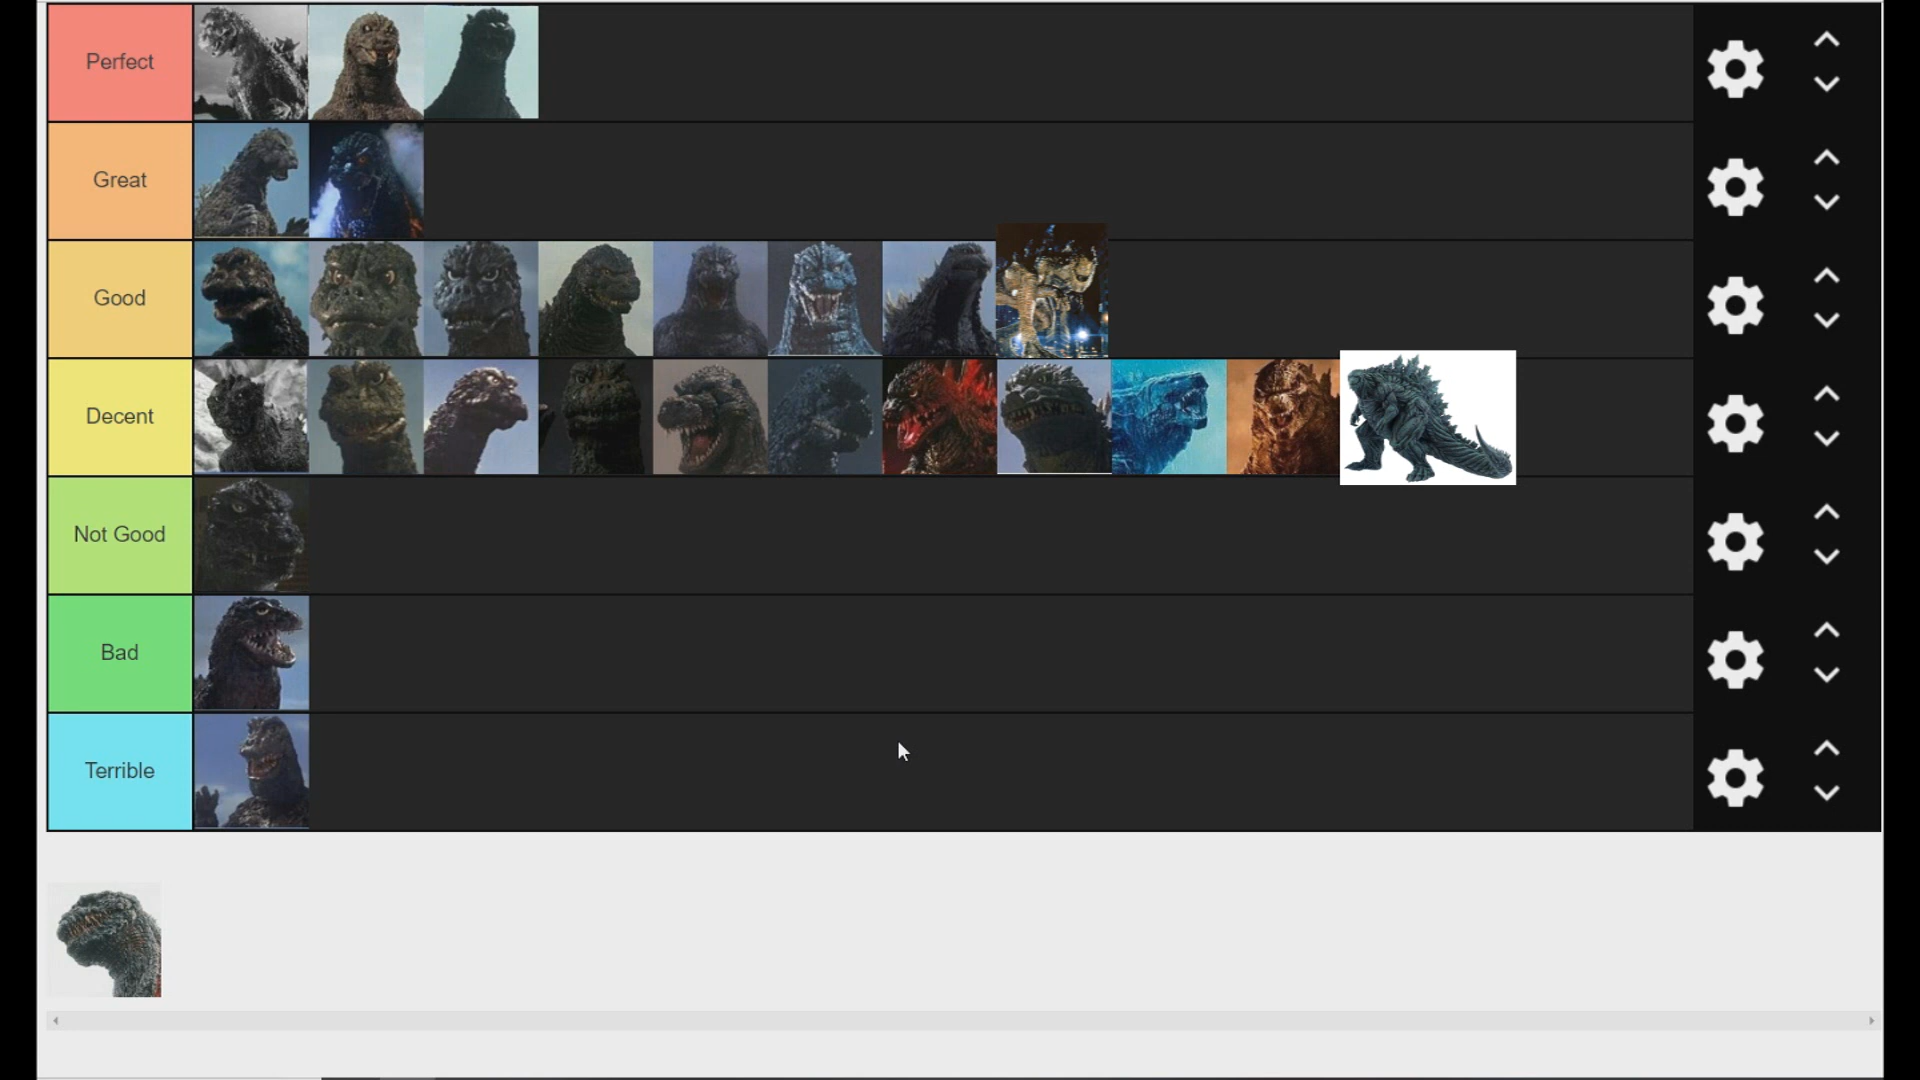 Perfect
Great
Good
Decent
Not Good
Bad
Terrible